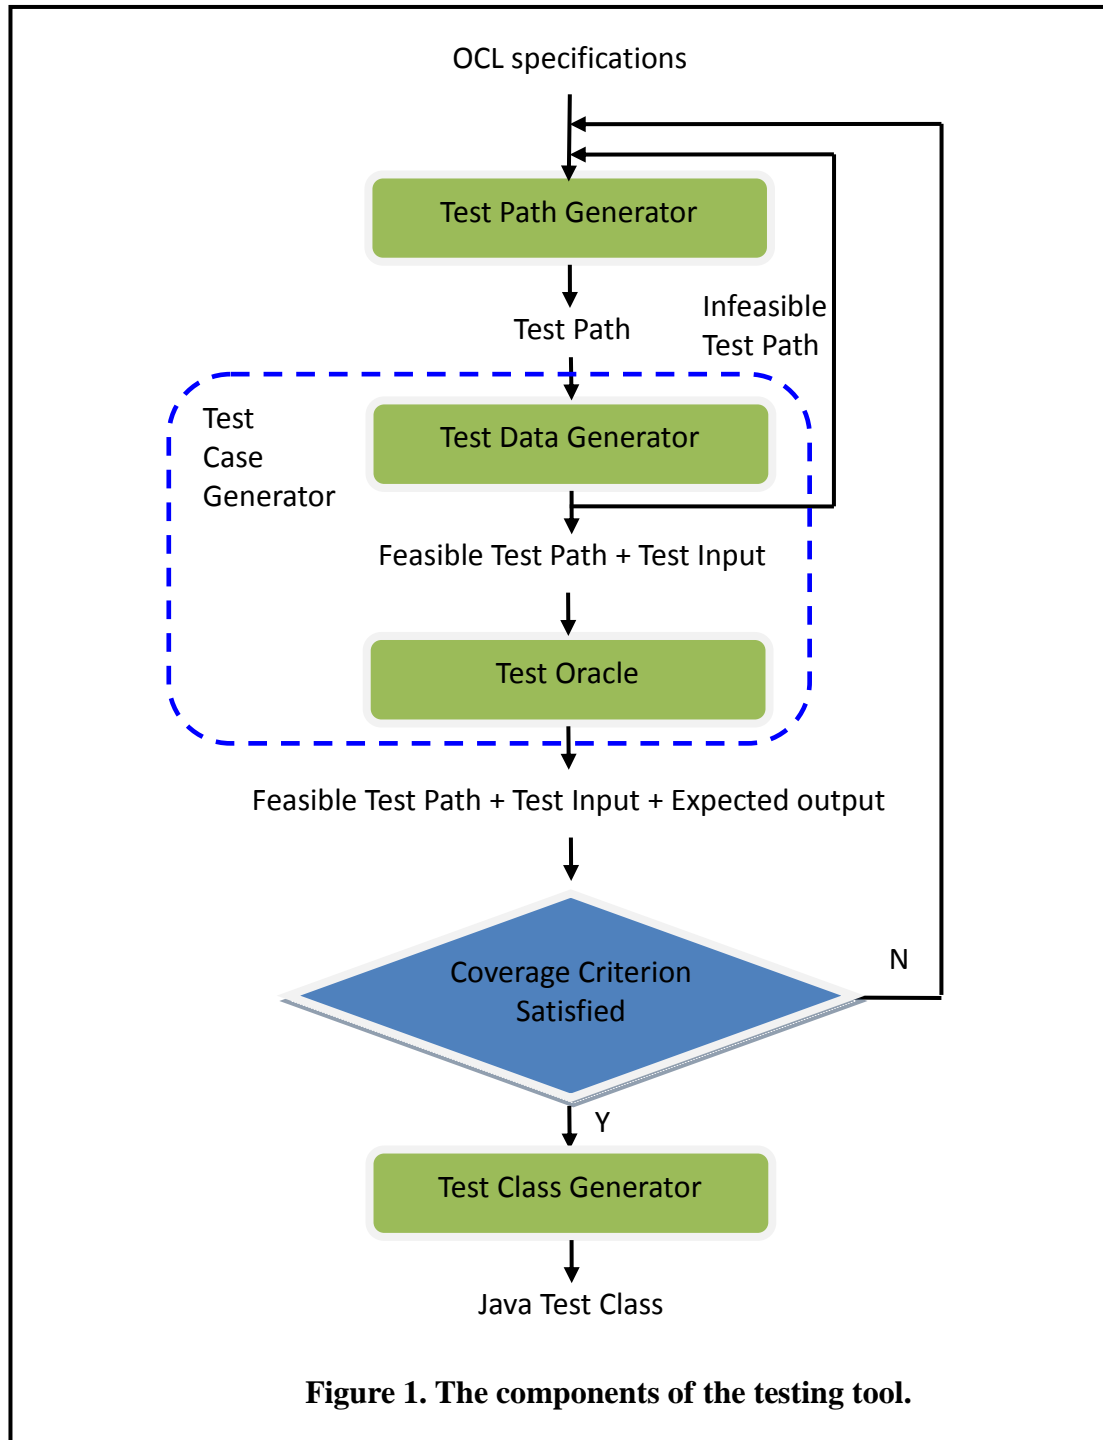 OCL specifications
Test Path Generator
Infeasible
Test Path
Test Path
Test
Case
Generator
Test Data Generator
Feasible Test Path + Test Input
Test Oracle
Feasible Test Path + Test Input + Expected output
N
Coverage Criterion
Satisfied
Y
Test Class Generator
Java Test Class
Figure 1. The components of the testing tool.